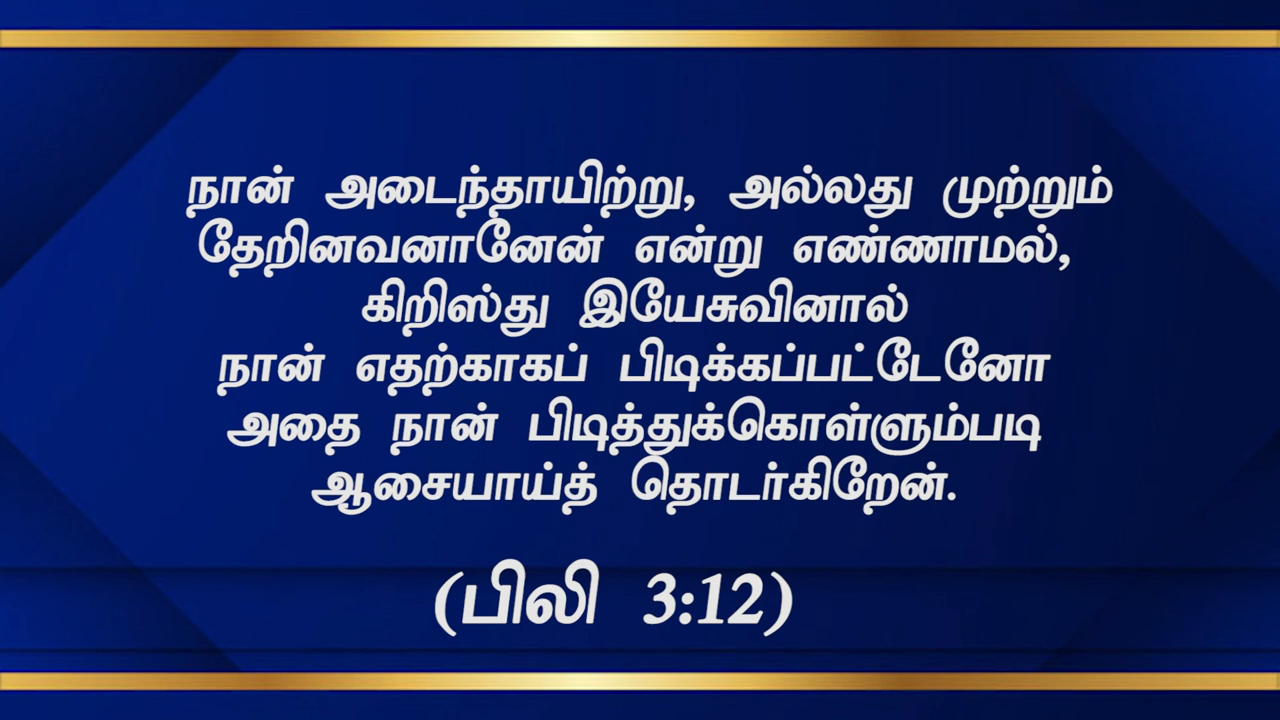 நான் அடைந்தாயிற்று, அல்லது முற்றும்
தேறினவனானேன் என்று எண்ணாமல்,
கிறிஸ்து இயேசுவினால்
நான் எதற்காகப் பிடிக்கப்பட்டேனோ
அதை நான் பிடித்துக்கொள்ளும்படி
ஆசையாய்த் தொடர்கிறேன்.
(பிலி 3:12)